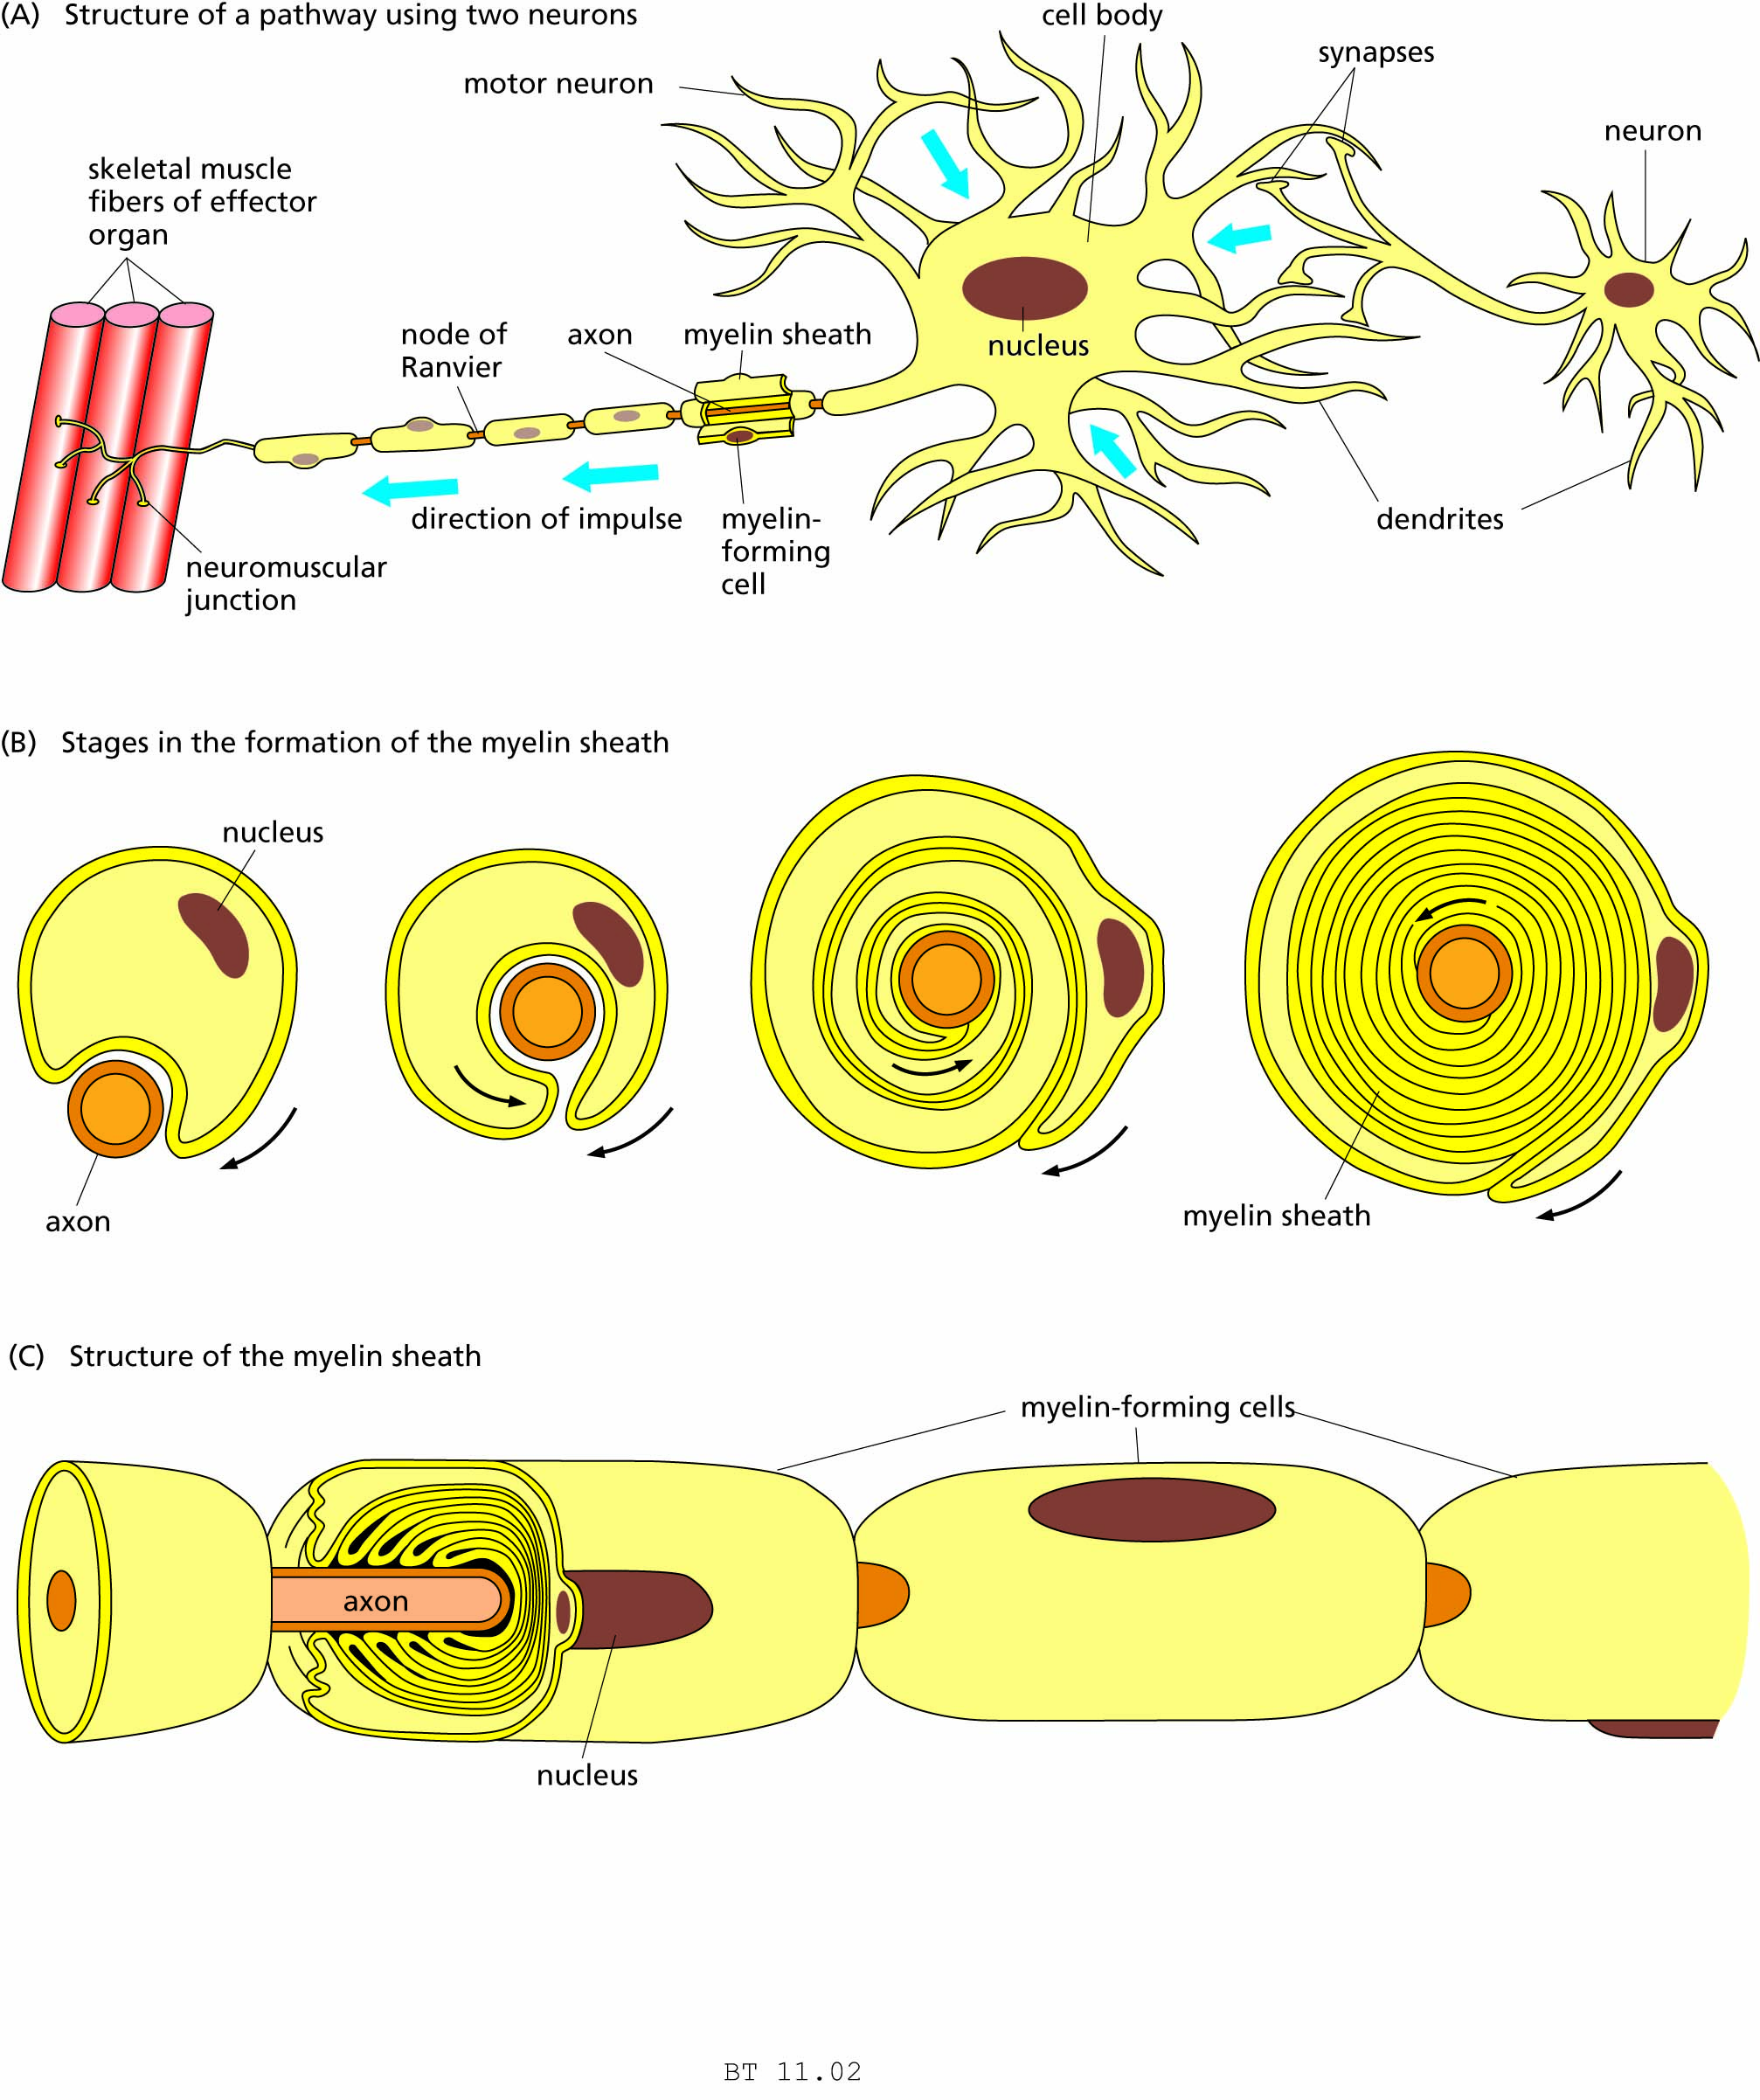 (A) Structure of a pathway using two neurons
cell body
synapses
motor neuron
neuron
skeletal muscle
fibers of effector
organ
node of
Ranvier
axon
myelin sheath
nucleus
direction of impulse
myelin-
forming
cell
dendrites
neuromuscular
junction
(B) Stages in the formation of the myelin sheath
nucleus
axon
myelin sheath
(C) Structure of the myelin sheath
myelin-forming cells
axon
nucleus
BT 11.02